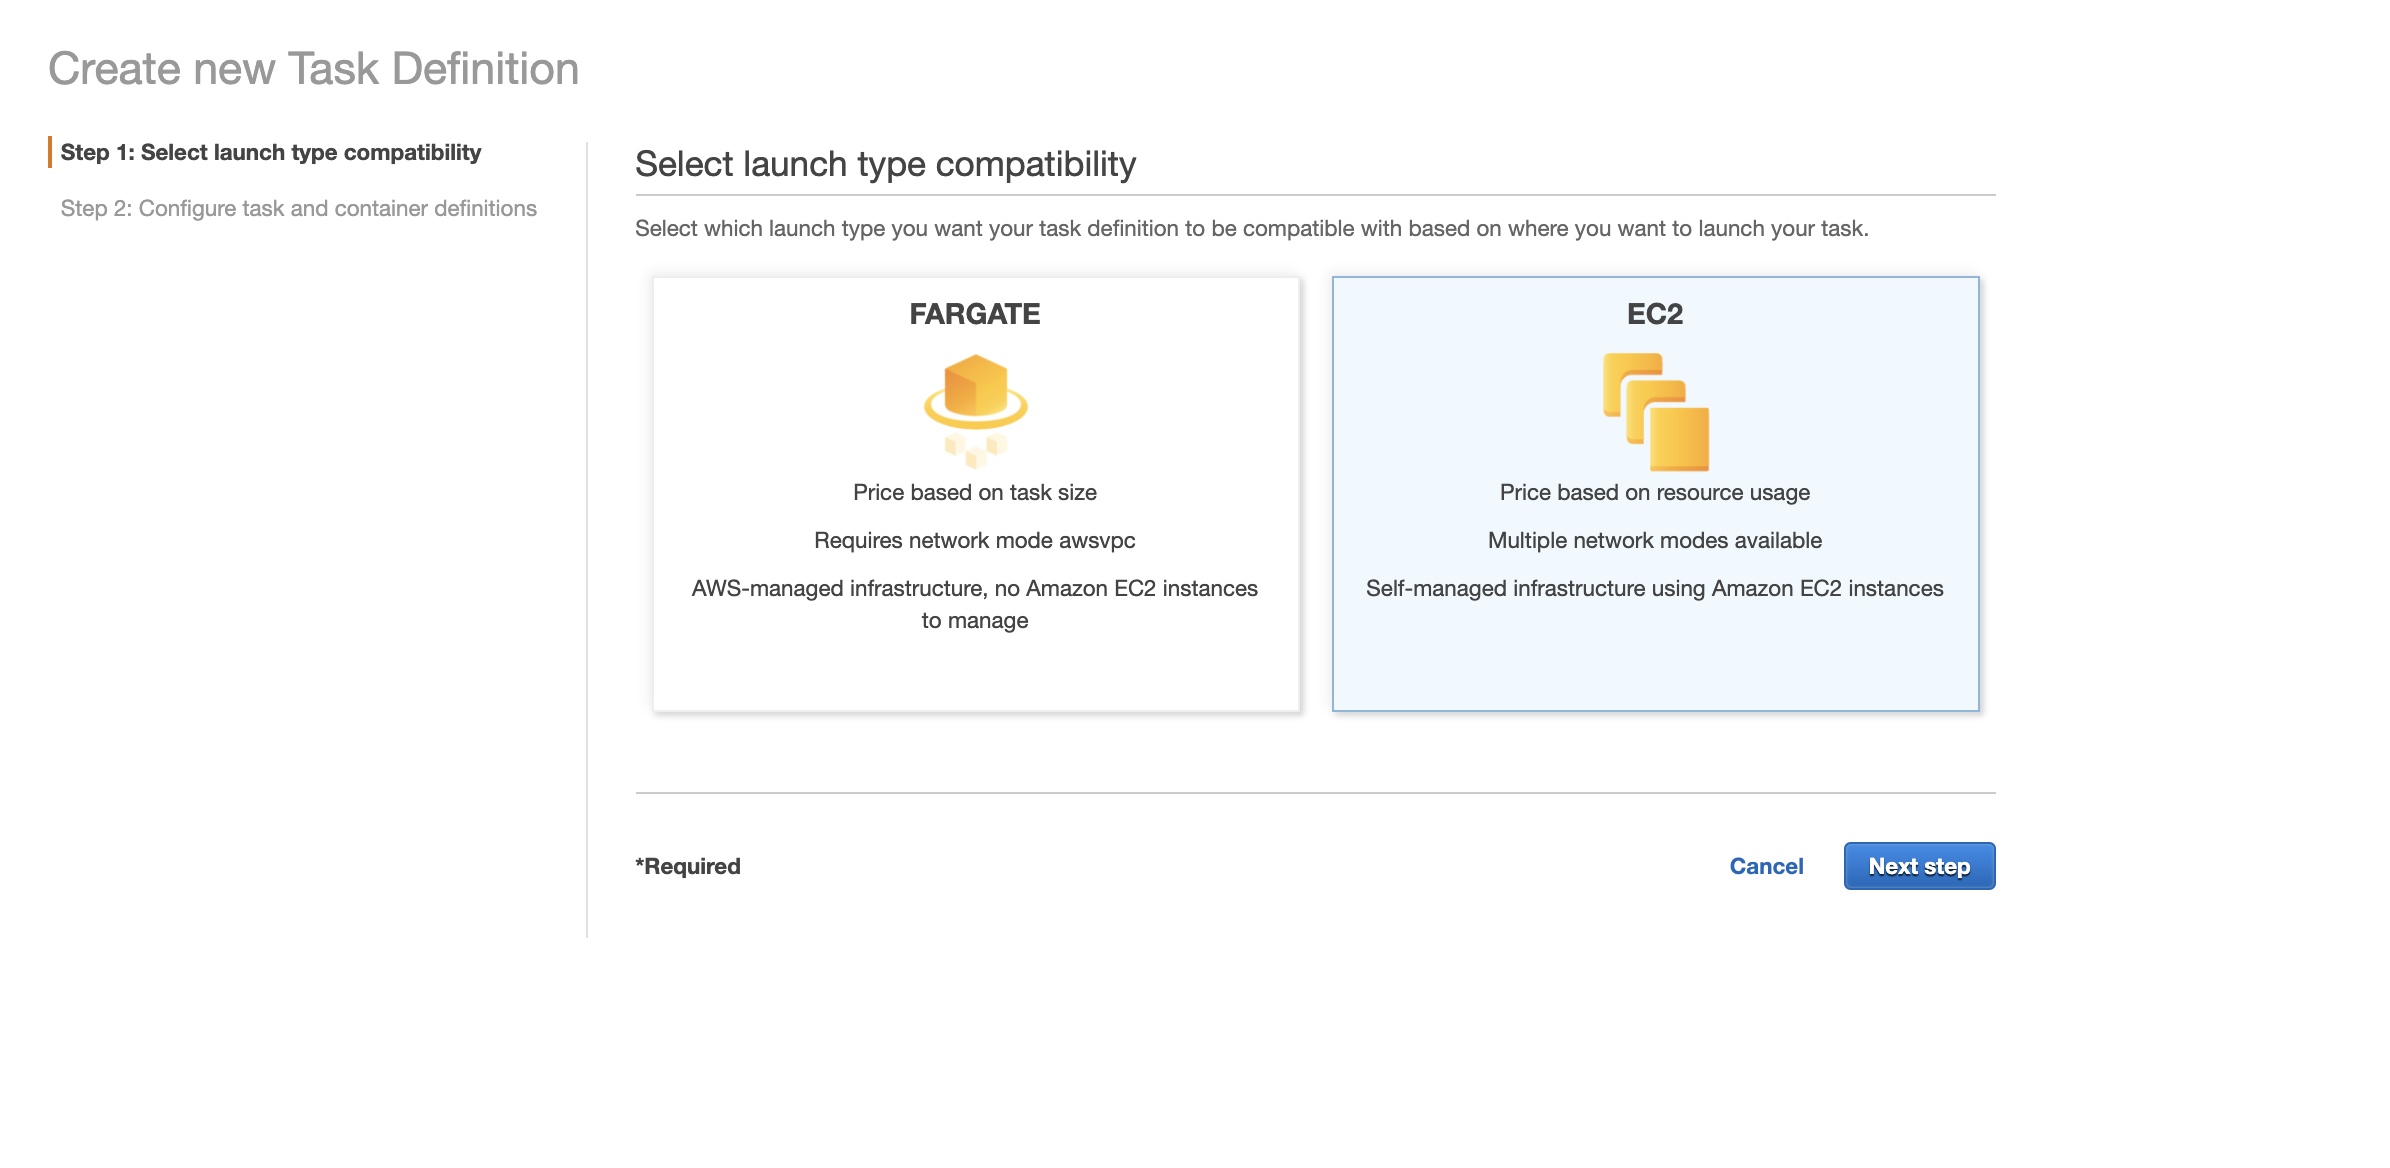 Create new Task Definition
Step 1: Select launch type compatibility
Step 2: Configure task and container definitions
Select launch type compatibility
Select which launch type you want your task definition to be compatible with based on where you want to launch your task.
FARGATE
Price based on task size
Requires network mode awsvpc
AWS-managed infrastructure, no Amazon EC2 instances
to manage
EC2
Price based on resource usage
Multiple network modes available
Self-managed infrastructure using Amazon EC2 instances
*Required
Cancel
Next step